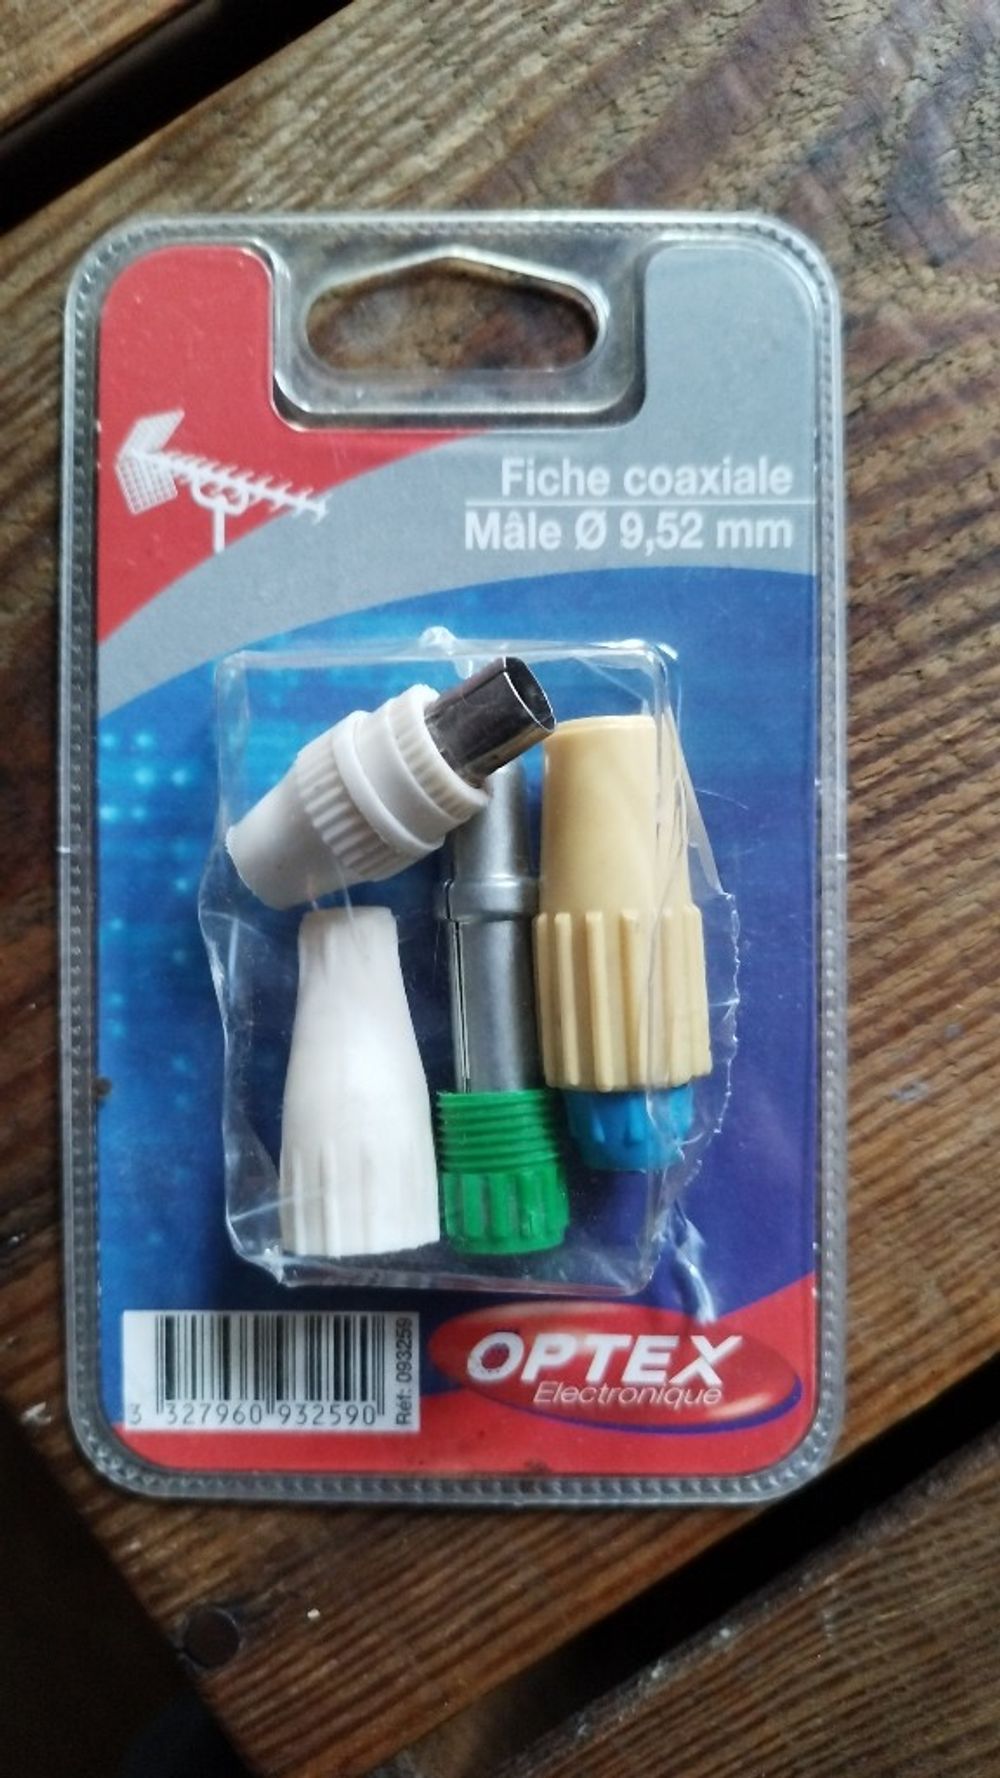 Fiche coaxiale
Mâle Ø 9,52 mm
3 327960 932590
Réf: 093259
OPTEX
Electronique